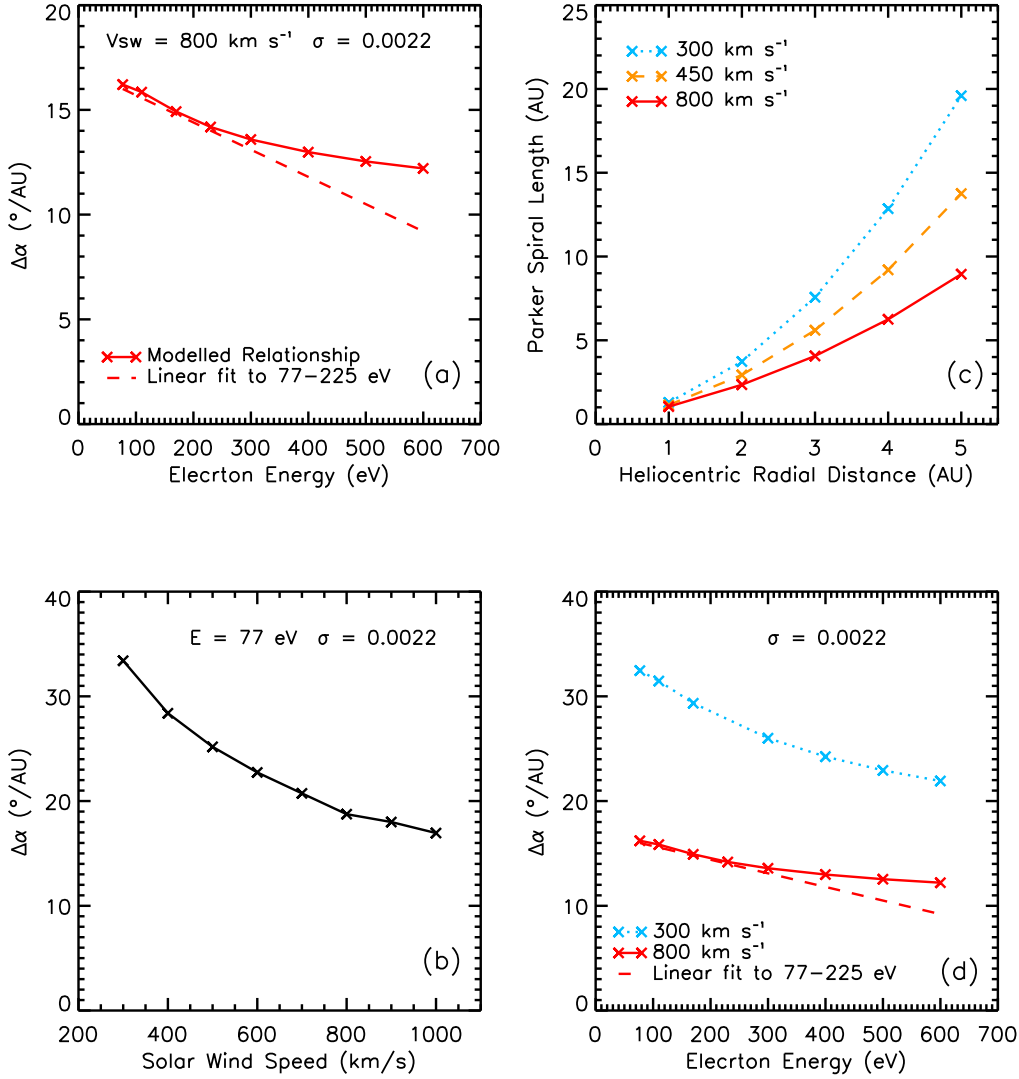 Vsw = 800 km s⁻¹ σ = 0.0022
20
15
10
5
0
Δα (°/AU)
Modelled Relationship
Linear fit to 77–225 eV
(a)
0 100 200 300 400 500 600 700
Elecrton Energy (eV)
300 km s⁻¹
450 km s⁻¹
800 km s⁻¹
25
20
15
10
5
0
Parker Spiral Length (AU)
(c)
0 1 2 3 4 5
Heliocentric Radial Distance (AU)
E = 77 eV σ = 0.0022
40
30
20
10
0
Δα (°/AU)
(b)
200 400 600 800 1000
Solar Wind Speed (km/s)
σ = 0.0022
40
30
20
10
0
Δα (°/AU)
300 km s⁻¹
800 km s⁻¹
Linear fit to 77–225 eV
(d)
0 100 200 300 400 500 600 700
Elecrton Energy (eV)